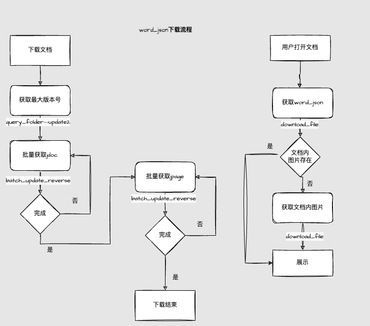 word_json下载流程
下载文档
获取最大版本号
query_folder-update2
批量获取doc
batch_update_reverse
否
完成
是
批量获取page
batch_update_reverse
否
完成
是
下载结束
用户打开文档
获取word_json
download_file
是
文档内
图片存在
否
获取文档内图片
download_file
展示